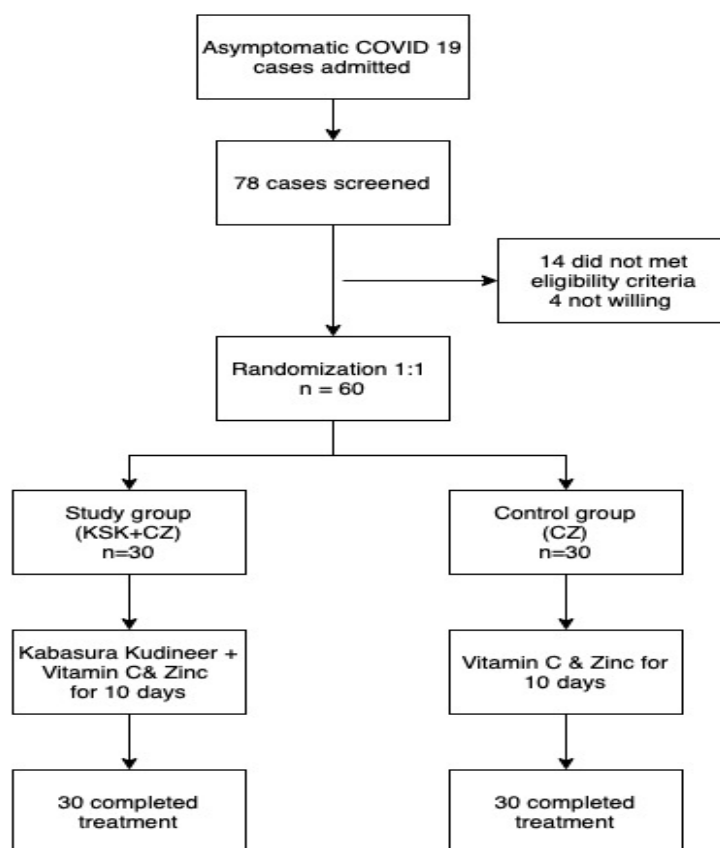 Asymptomatic COVID 19
cases admitted
78 cases screened
14 did not met
eligibility criteria
4 not willing
Randomization 1:1
n = 60
Study group
(KSK+CZ)
n=30
Control group
(CZ)
n=30
Kabasura Kudineer +
Vitamin C& Zinc
for 10 days
Vitamin C & Zinc for
10 days
30 completed
treatment
30 completed
treatment